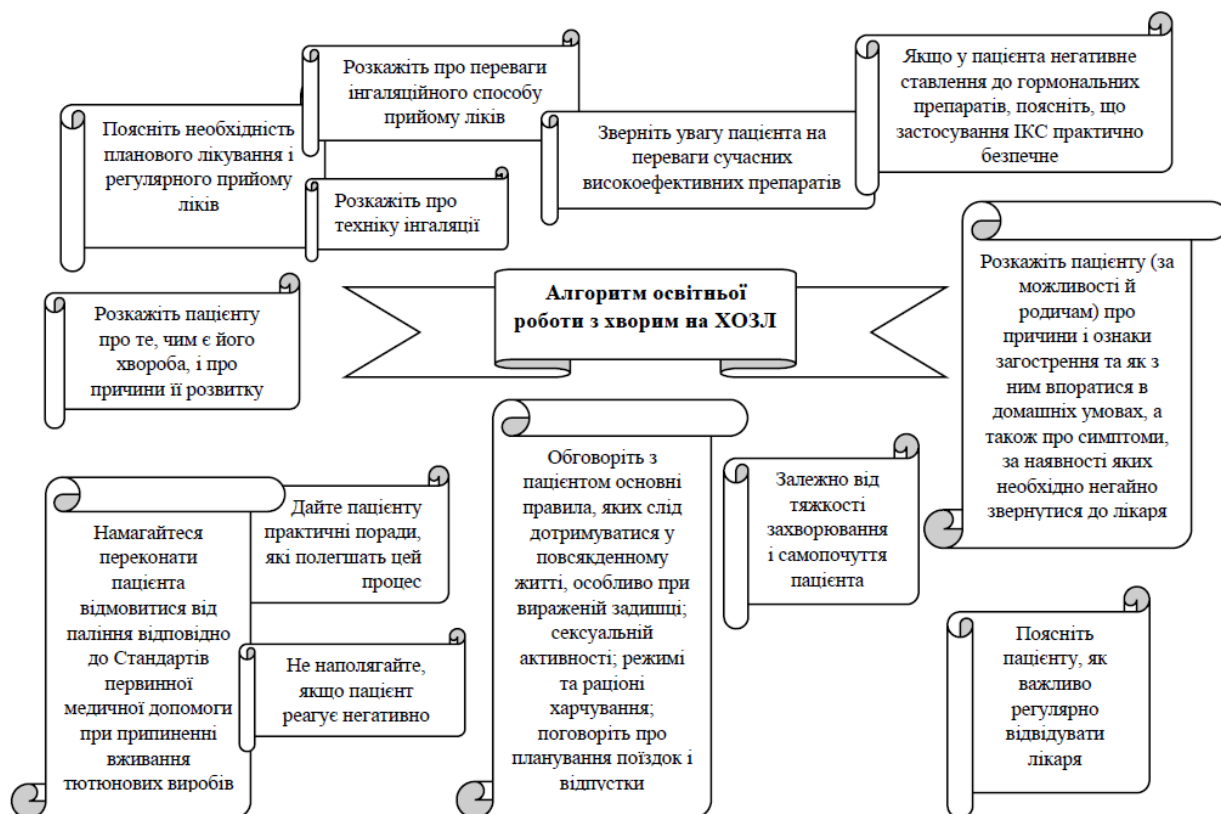 Розкажіть про переваги
інгаляційного способу
прийому ліків
Якщо у пацієнта негативне
ставлення до гормональних
препаратів, поясніть, що
застосування ІКС практично
безпечне
Поясніть необхідність
планового лікування і
регулярного прийому
ліків
Зверніть увагу пацієнта на
переваги сучасних
високоефективних препаратів
Розкажіть про
техніку інгаляції
Алгоритм освітньої
роботи з хворим на ХОЗЛ
Розкажіть пацієнту
про те, чим є його
хвороба, і про
причини її розвитку
Розкажіть пацієнту (за
можливості й
родичам) про
причини і ознаки
загострення та як з
ним впоратися в
домашніх умовах, а
також про симптоми,
за наявності яких
необхідно негайно
звернутися до лікаря
Намагайтеся
переконати
пацієнта
відмовитися від
паління відповідно
до Стандартів
первинної
медичної допомоги
при припиненні
вживання
тютюнових виробів
Дайте пацієнту
практичні поради,
які полегшать цей
процес
Не наполягайте,
якщо пацієнт
реагує негативно
Обговоріть з
пацієнтом основні
правила, яких слід
дотримуватися у
повсякденному
житті, особливо при
вираженій задишці;
сексуальній
активності; режимі
та раціоні
харчування;
поговоріть про
планування поїздок і
відпустки
Залежно від
тяжкості
захворювання
і самопочуття
пацієнта
Поясніть
пацієнту, як
важливо
регулярно
відвідувати
лікаря